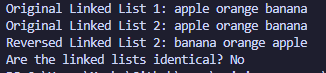 Original Linked List 1: apple orange banana
Original Linked List 2: apple orange banana
Reversed Linked List 2: banana orange apple
Are the linked lists identical? No